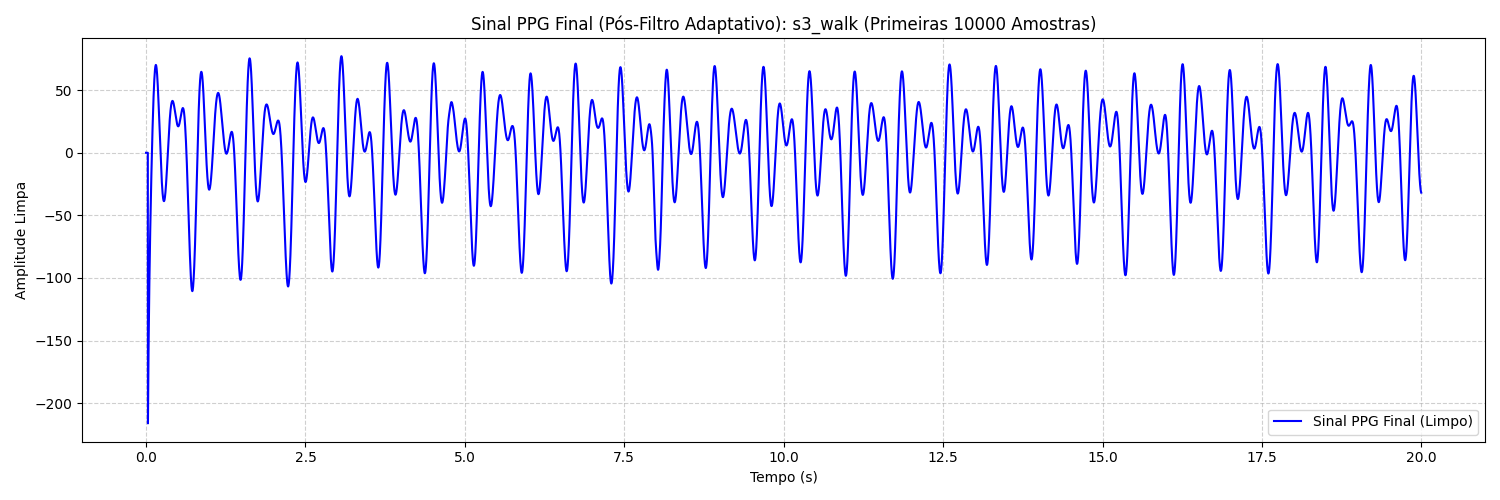 Sinal PPG Final (Pós-Filtro Adaptativo): s3_walk (Primeiras 10000 Amostras)
Amplitude Limpa
50
0
−50
−100
−150
−200
0.0 2.5 5.0 7.5 10.0 12.5 15.0 17.5 20.0
Tempo (s)
Sinal PPG Final (Limpo)